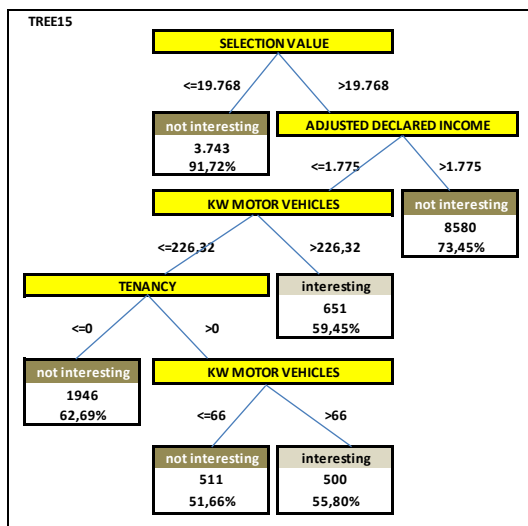 TREE15
SELECTION VALUE
<=19.768 >19.768
not interesting
3.743
91,72%
ADJUSTED DECLARED INCOME
<=1.775 >1.775
KW MOTOR VEHICLES
not interesting
8580
73,45%
<=226,32 >226,32
TENANCY
interesting
651
59,45%
<=0 >0
not interesting
1946
62,69%
KW MOTOR VEHICLES
<=66 >66
not interesting
511
51,66%
interesting
500
55,80%